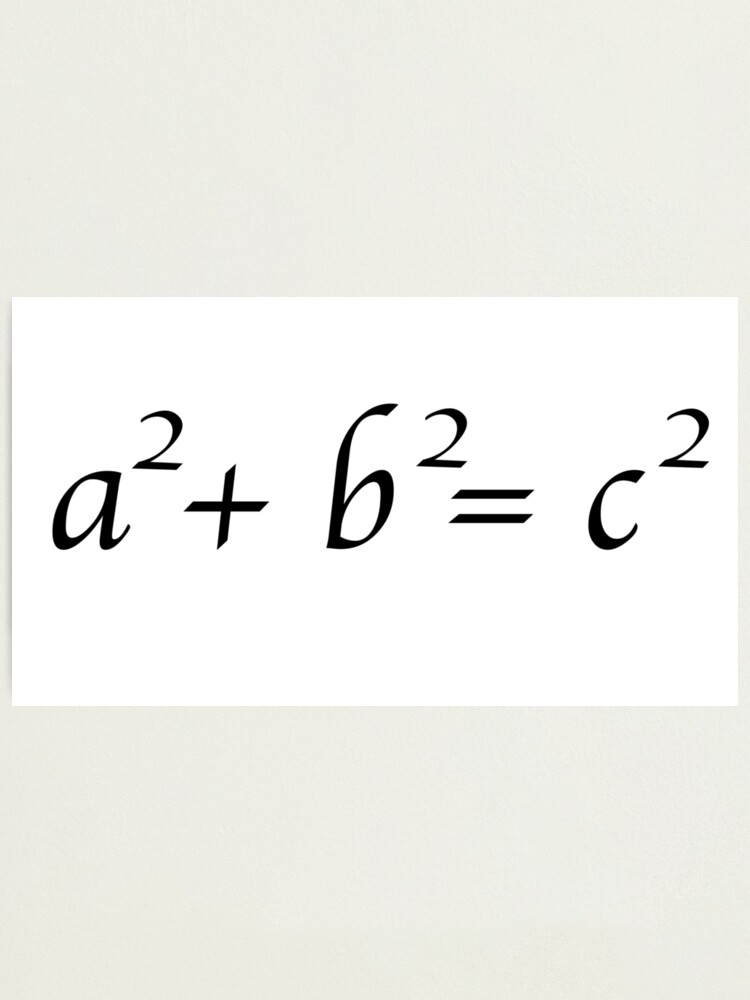 a²+ b²= c²